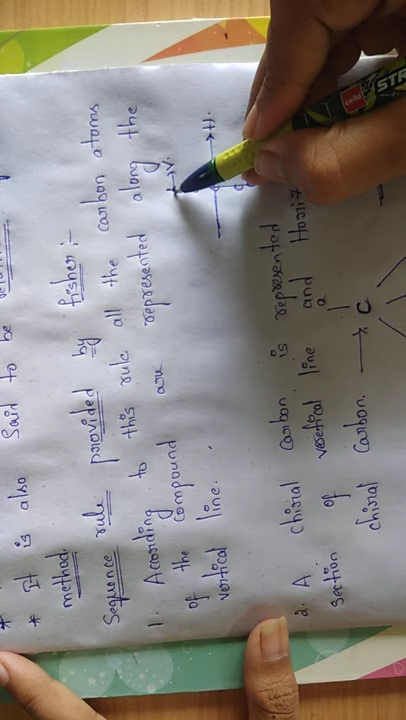 * It is also said to be
method.
Sequence rule provided by fisher:-
1. According to this rule all the carbon atoms
of the compound are represented along the
vertical line.
V.
H.
2. A chiral carbon is represented
section of vertical line and Horiz
chiral carbon. → C
a
cello
STR